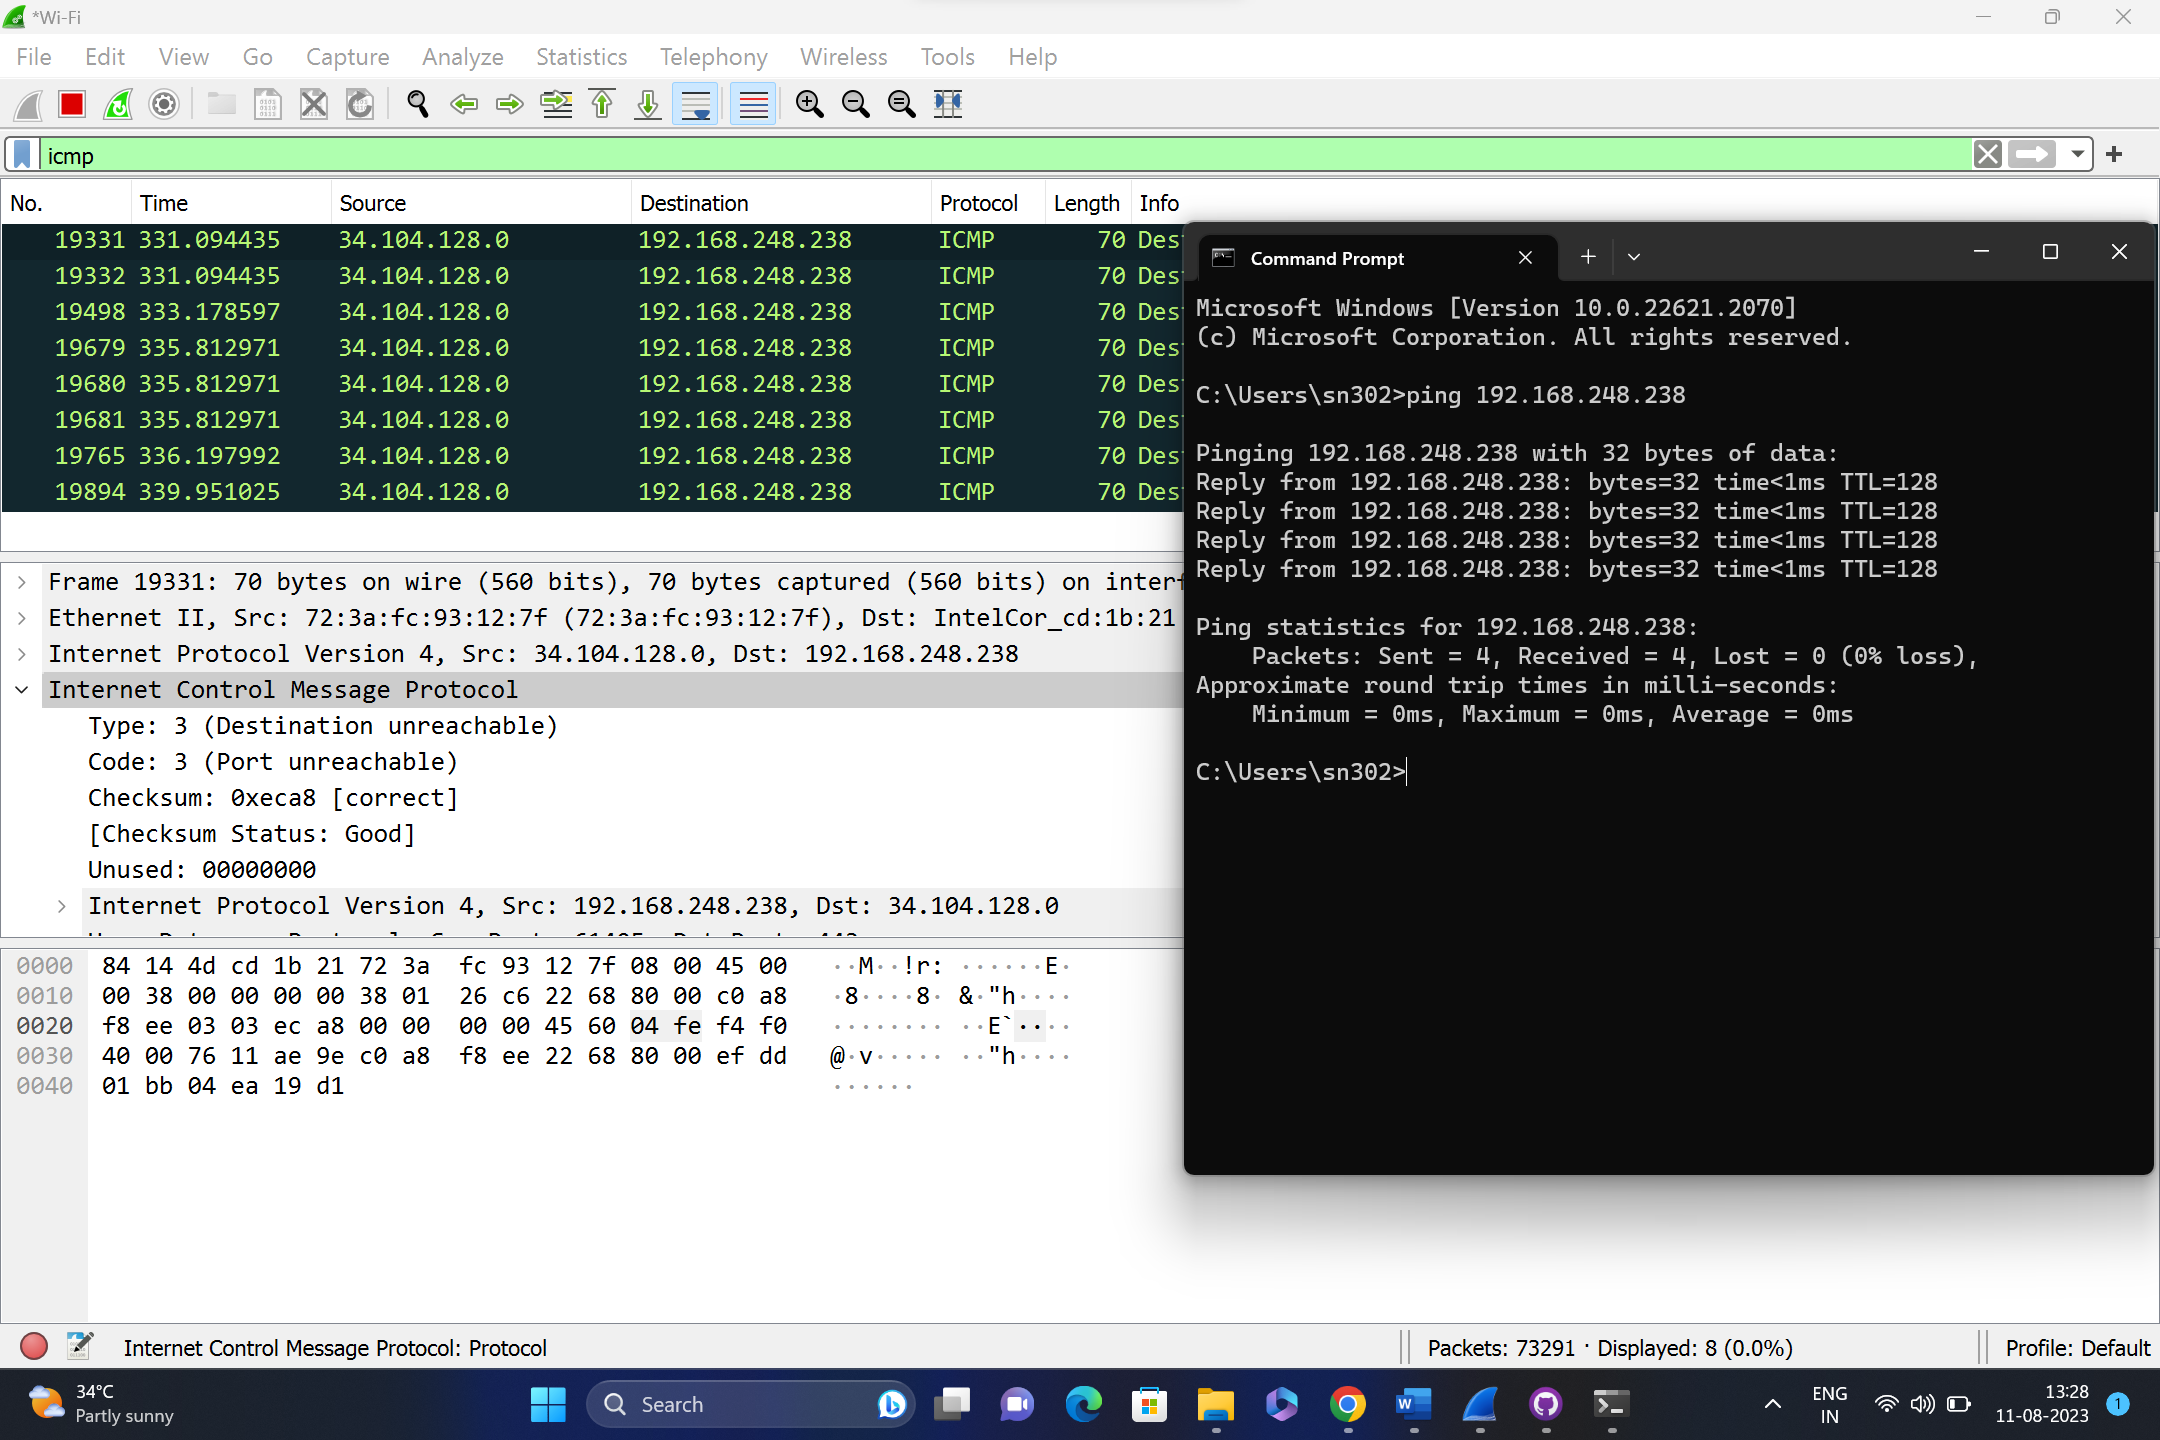 *Wi-Fi
File Edit View Go Capture Analyze Statistics Telephony Wireless Tools Help
icmp
No. Time Source Destination Protocol Length Info
19331 331.094435 34.104.128.0 192.168.248.238 ICMP 70 Des
19332 331.094435 34.104.128.0 192.168.248.238 ICMP 70 Des
19498 333.178597 34.104.128.0 192.168.248.238 ICMP 70 Des
19679 335.812971 34.104.128.0 192.168.248.238 ICMP 70 Des
19680 335.812971 34.104.128.0 192.168.248.238 ICMP 70 Des
19681 335.812971 34.104.128.0 192.168.248.238 ICMP 70 Des
19765 336.197992 34.104.128.0 192.168.248.238 ICMP 70 Des
19894 339.951025 34.104.128.0 192.168.248.238 ICMP 70 Des
Frame 19331: 70 bytes on wire (560 bits), 70 bytes captured (560 bits) on interf
Ethernet II, Src: 72:3a:fc:93:12:7f (72:3a:fc:93:12:7f), Dst: IntelCor_cd:1b:21
Internet Protocol Version 4, Src: 34.104.128.0, Dst: 192.168.248.238
Internet Control Message Protocol
Type: 3 (Destination unreachable)
Code: 3 (Port unreachable)
Checksum: 0xeca8 [correct]
[Checksum Status: Good]
Unused: 00000000
Internet Protocol Version 4, Src: 192.168.248.238, Dst: 34.104.128.0
0000 84 14 4d cd 1b 21 72 3a fc 93 12 7f 08 00 45 00 ··M··!r: ······E·
0010 00 38 00 00 00 00 38 01 26 c6 22 68 80 00 c0 a8 ·8····8· &·"h····
0020 f8 ee 03 03 ec a8 00 00 00 00 45 60 04 fe f4 f0 ········ ··E`····
0030 40 00 76 11 ae 9e c0 a8 f8 ee 22 68 80 00 ef dd @·v····· ··"h····
0040 01 bb 04 ea 19 d1 ······
Command Prompt
Microsoft Windows [Version 10.0.22621.2070]
(c) Microsoft Corporation. All rights reserved.
C:\Users\sn302>ping 192.168.248.238
Pinging 192.168.248.238 with 32 bytes of data:
Reply from 192.168.248.238: bytes=32 time<1ms TTL=128
Reply from 192.168.248.238: bytes=32 time<1ms TTL=128
Reply from 192.168.248.238: bytes=32 time<1ms TTL=128
Reply from 192.168.248.238: bytes=32 time<1ms TTL=128
Ping statistics for 192.168.248.238:
Packets: Sent = 4, Received = 4, Lost = 0 (0% loss),
Approximate round trip times in milli-seconds:
Minimum = 0ms, Maximum = 0ms, Average = 0ms
C:\Users\sn302>
Internet Control Message Protocol: Protocol
Packets: 73291 · Displayed: 8 (0.0%)
Profile: Default
34°C
Partly sunny
Search
ENG
IN
13:28
11-08-2023
1